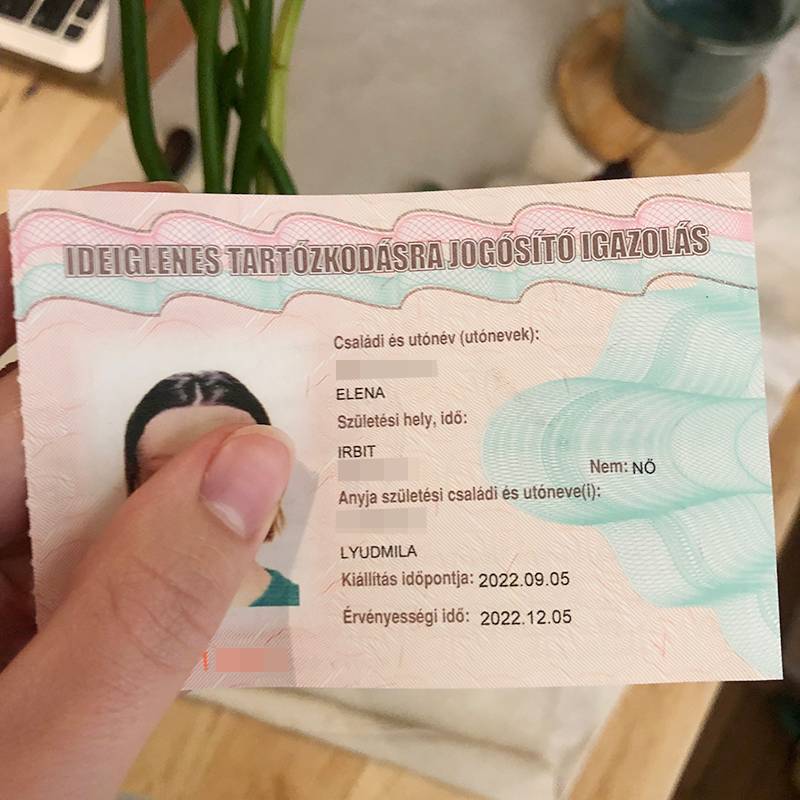 IDEIGLENES TARTÓZKODÁSRA JOGOSÍTÓ IGAZOLÁS
Családi és utónév (utónevek):
ELENA
Születési hely, idő:
IRBIT
Nem: NŐ
Anyja születési családi és utóneve(i):
LYUDMILA
Kiállítás időpontja: 2022.09.05
Érvényességi idő: 2022.12.05